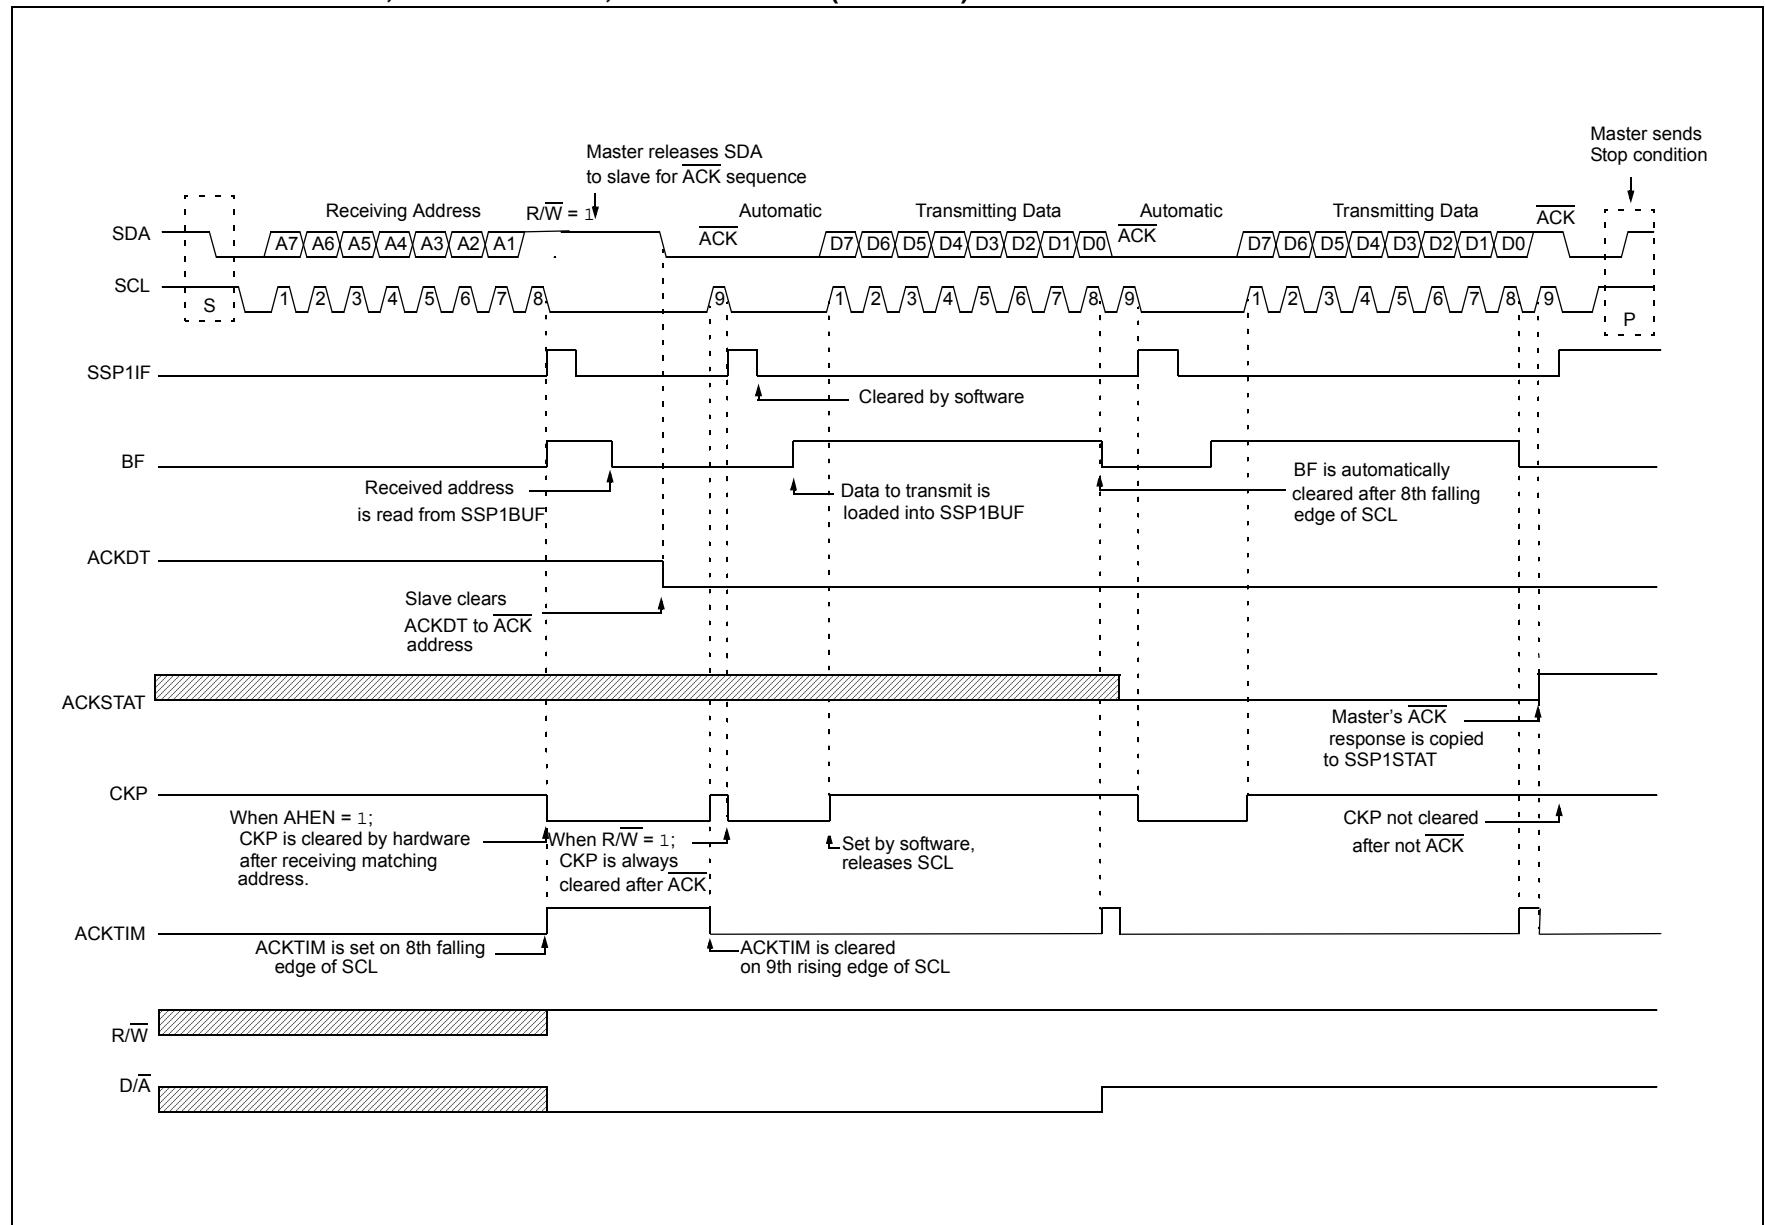 Master sends
Stop condition
Master releases SDA
to slave for A̅C̅K̅ sequence
Receiving Address
R/W̅ = 1
Automatic
Transmitting Data
Automatic
Transmitting Data
A̅C̅K̅
SDA
A7 A6 A5 A4 A3 A2 A1
A̅C̅K̅
D7 D6 D5 D4 D3 D2 D1 D0
A̅C̅K̅
D7 D6 D5 D4 D3 D2 D1 D0
SCL
S
1 2 3 4 5 6 7 8 9
1 2 3 4 5 6 7 8 9
1 2 3 4 5 6 7 8 9
P
SSP1IF
Cleared by software
BF
Received address
is read from SSP1BUF
Data to transmit is
loaded into SSP1BUF
BF is automatically
cleared after 8th falling
edge of SCL
ACKDT
Slave clears
ACKDT to A̅C̅K̅
address
ACKSTAT
Master's A̅C̅K̅
response is copied
to SSP1STAT
CKP
When AHEN = 1;
CKP is cleared by hardware
after receiving matching
address.
When R/W̅ = 1;
CKP is always
cleared after A̅C̅K̅
Set by software,
releases SCL
CKP not cleared
after not A̅C̅K̅
ACKTIM
ACKTIM is set on 8th falling
edge of SCL
ACKTIM is cleared
on 9th rising edge of SCL
R/W̅
D/A̅